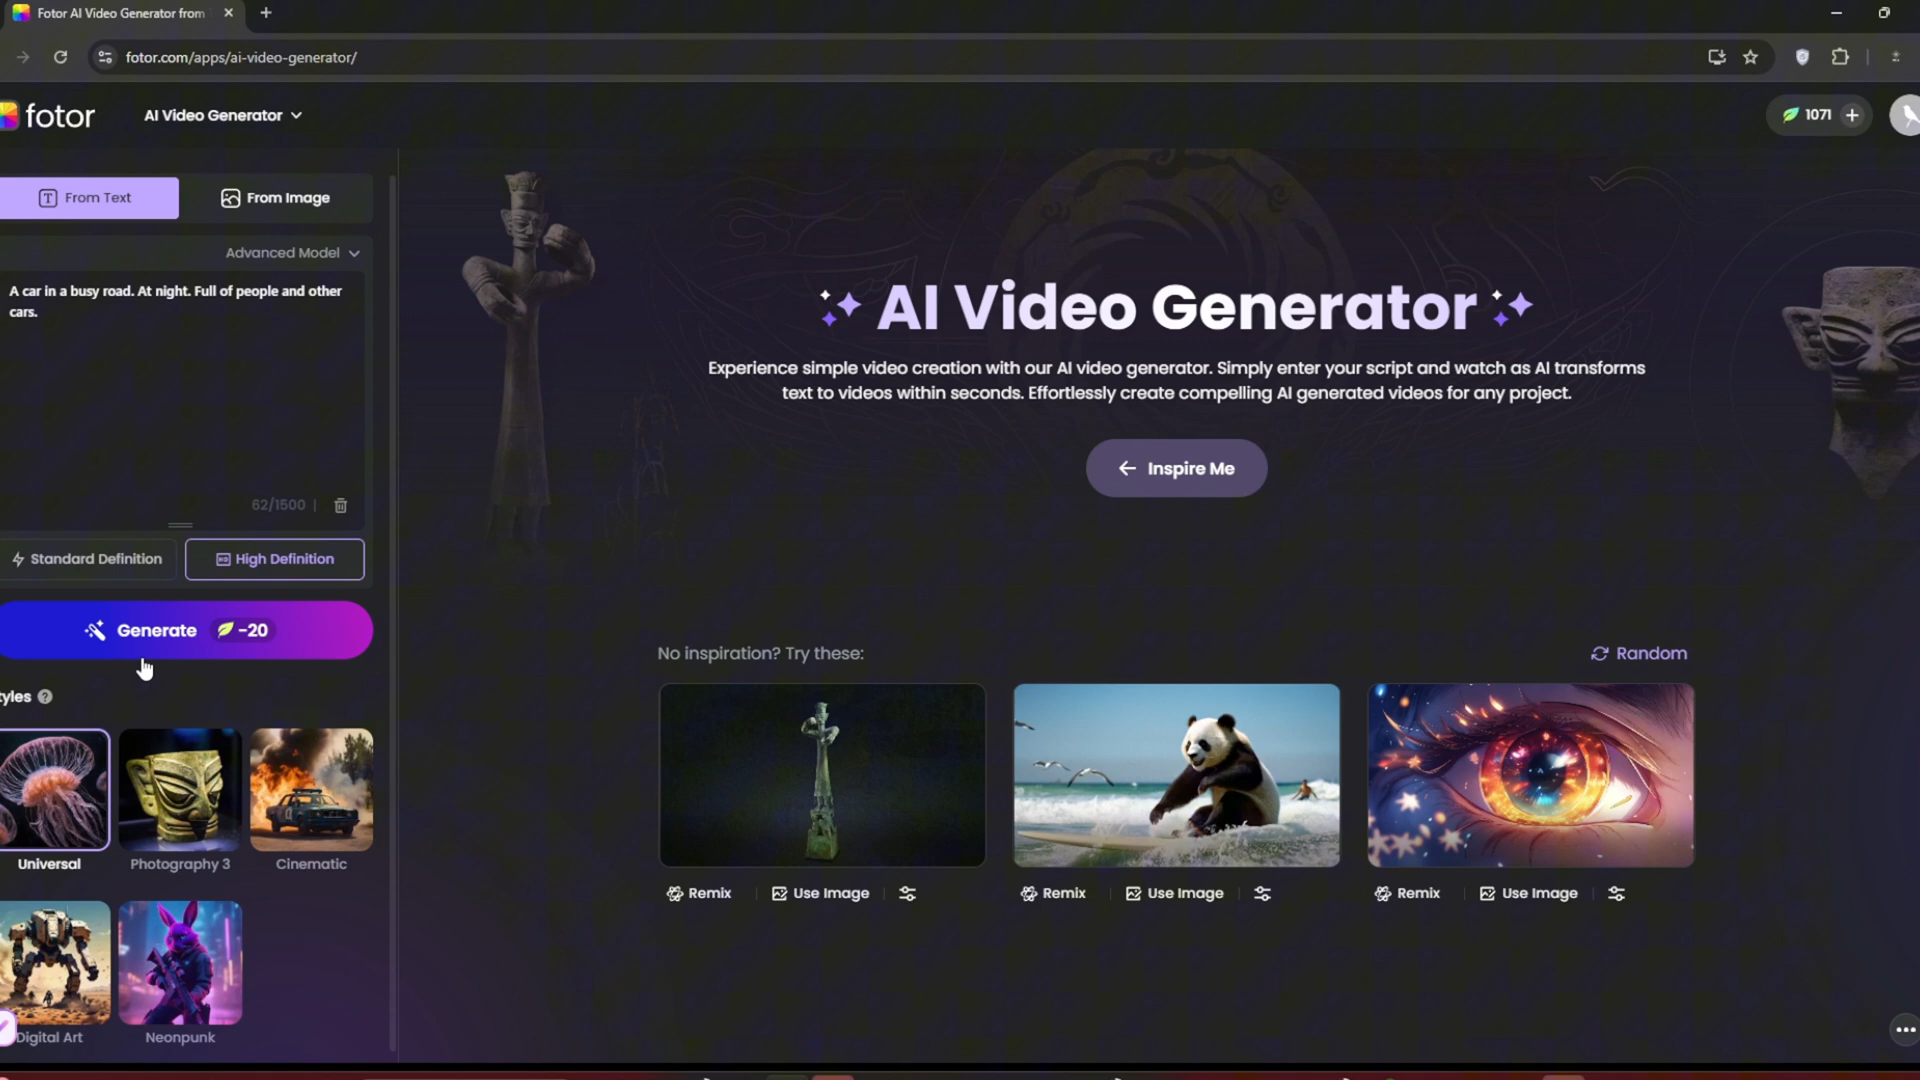 Fotor AI Video Generator from
fotor.com/apps/ai-video-generator/
fotor
AI Video Generator
1071
From Text
From Image
Advanced Model
A car in a busy road. At night. Full of people and other
cars.
62/1500
Standard Definition
High Definition
Generate
-20
tyles
Universal
Photography 3
Cinematic
Digital Art
Neonpunk
AI Video Generator
Experience simple video creation with our AI video generator. Simply enter your script and watch as AI transforms
text to videos within seconds. Effortlessly create compelling AI generated videos for any project.
Inspire Me
No inspiration? Try these:
Random
Remix
Use Image
Remix
Use Image
Remix
Use Image